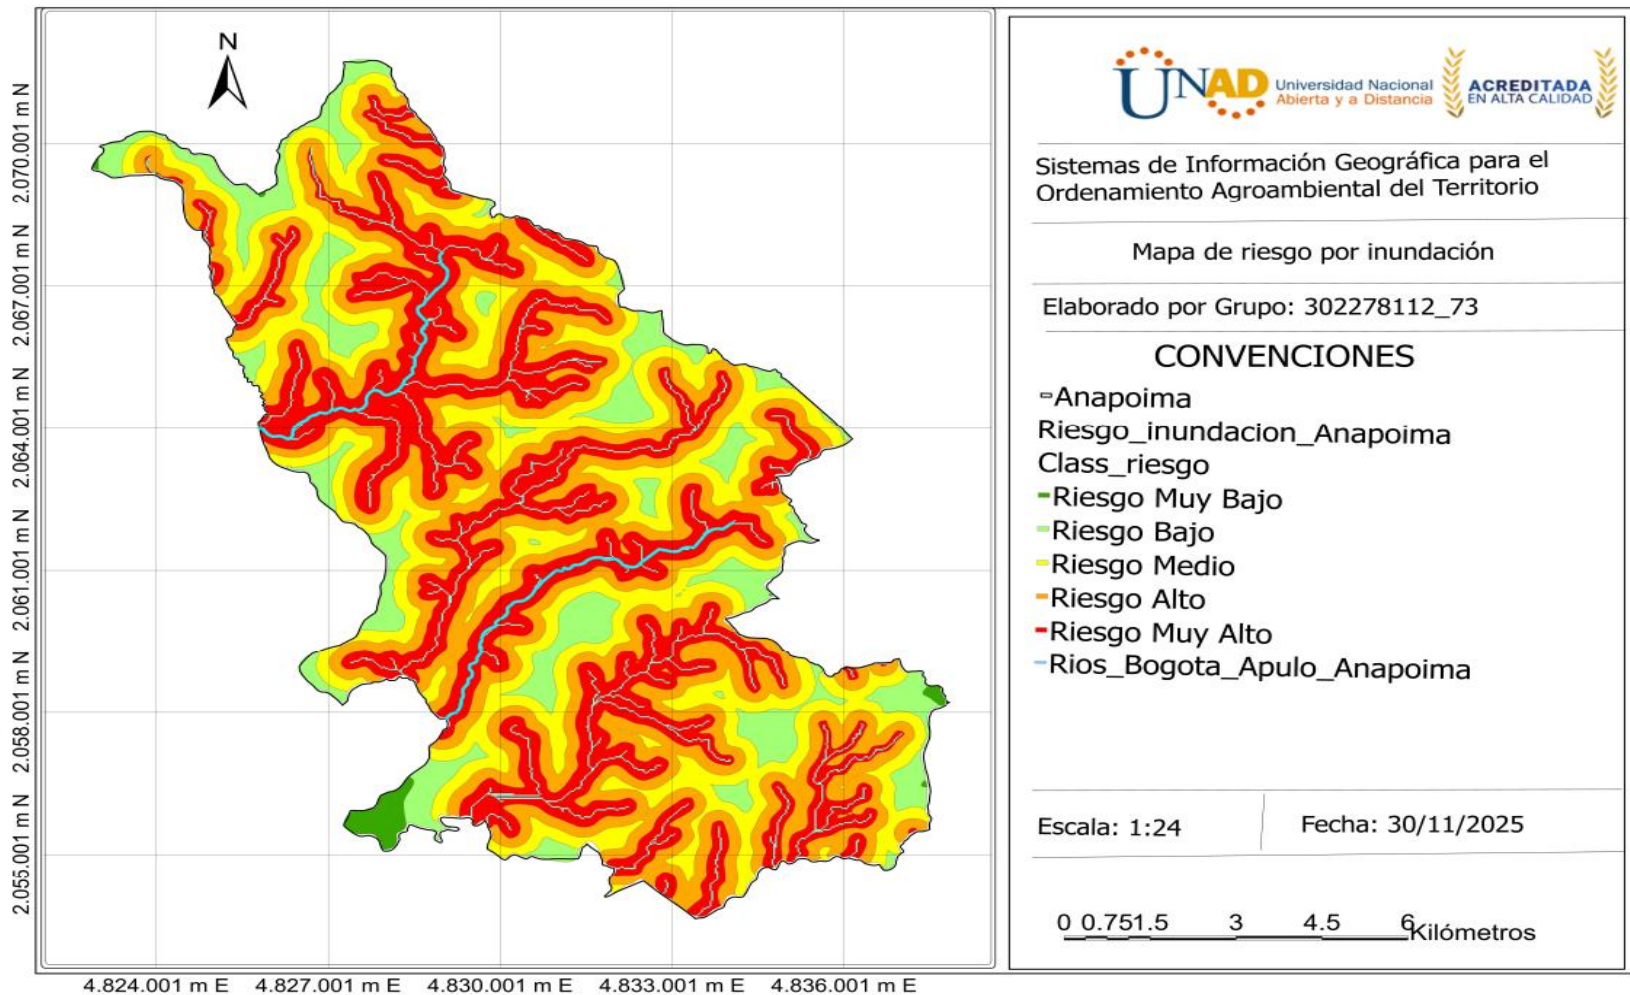 N
2.070.001 m N
2.067.001 m N
2.064.001 m N
2.061.001 m N
2.058.001 m N
2.055.001 m N
4.824.001 m E
4.827.001 m E
4.830.001 m E
4.833.001 m E
4.836.001 m E
UNAD
Universidad Nacional
Abierta y a Distancia
ACREDITADA
EN ALTA CALIDAD
Sistemas de Información Geográfica para el
Ordenamiento Agroambiental del Territorio
Mapa de riesgo por inundación
Elaborado por Grupo: 302278112_73
CONVENCIONES
Anapoima
Riesgo_inundacion_Anapoima
Class_riesgo
Riesgo Muy Bajo
Riesgo Bajo
Riesgo Medio
Riesgo Alto
Riesgo Muy Alto
Rios_Bogota_Apulo_Anapoima
Escala: 1:24
Fecha: 30/11/2025
0 0.751.5 3 4.5 6 Kilómetros